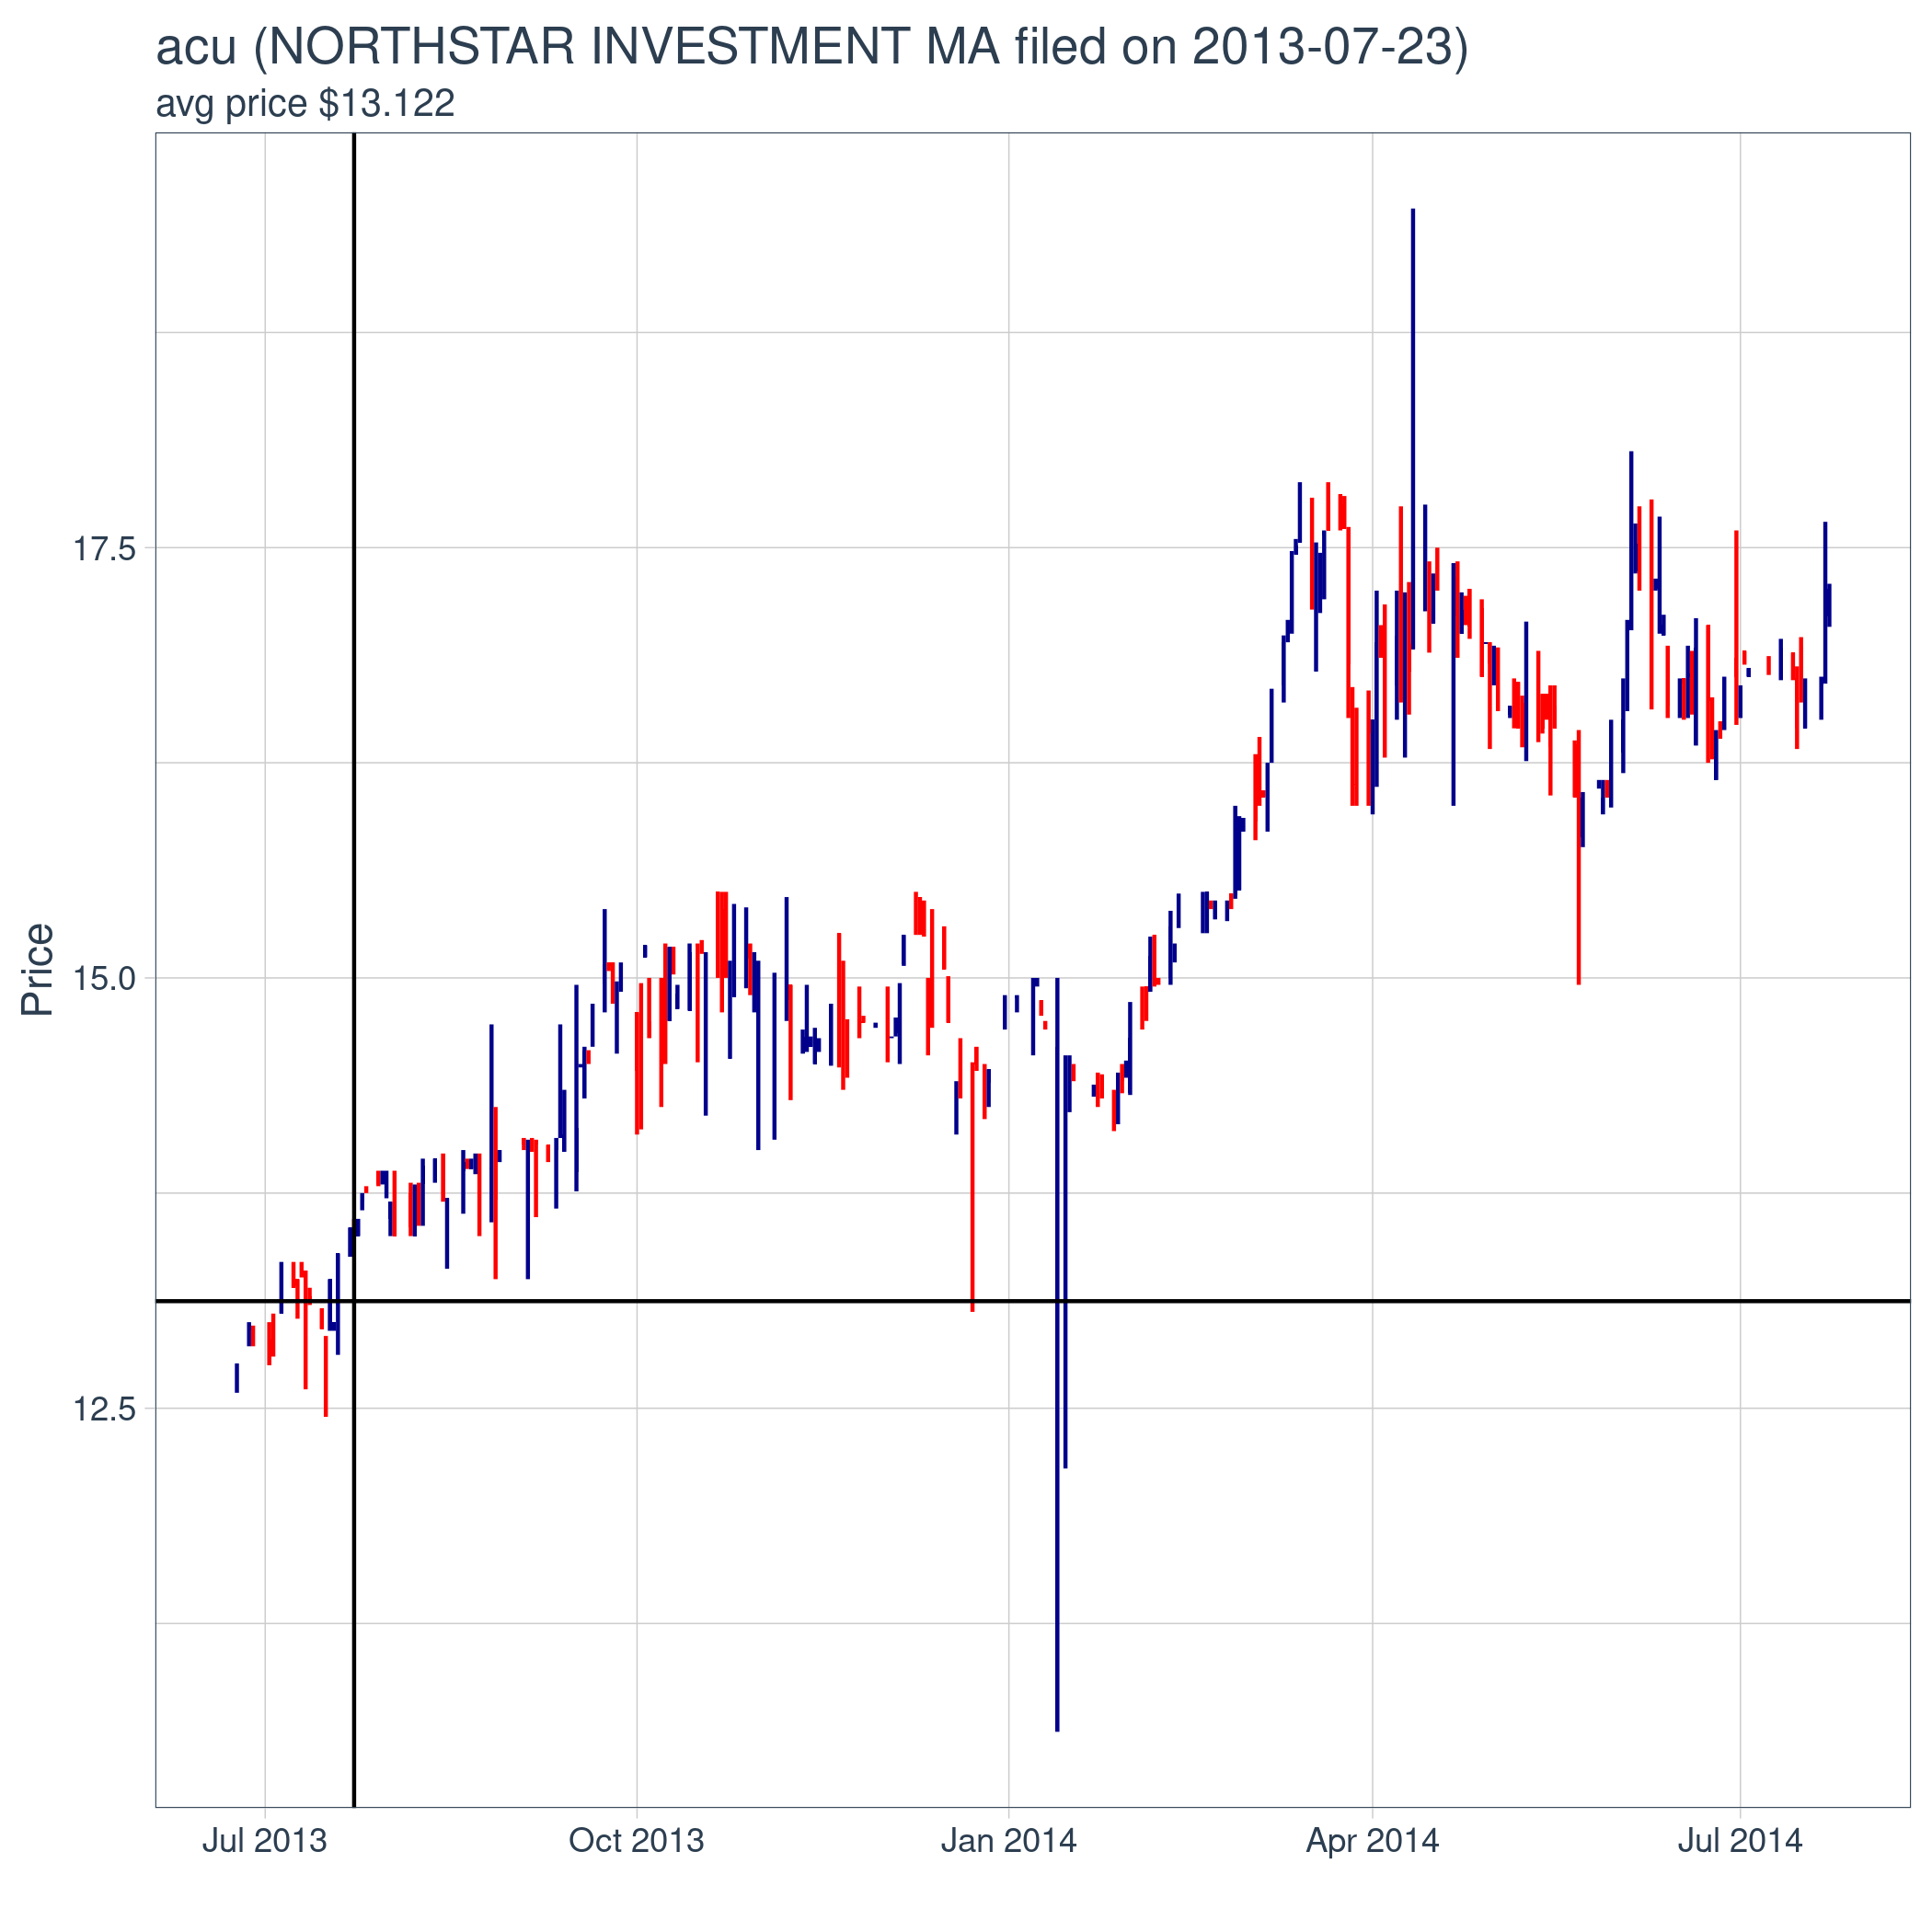 acu (NORTHSTAR INVESTMENT MA filed on 2013-07-23)
avg price $13.122
Price
17.5
15.0
12.5
Jul 2013
Oct 2013
Jan 2014
Apr 2014
Jul 2014